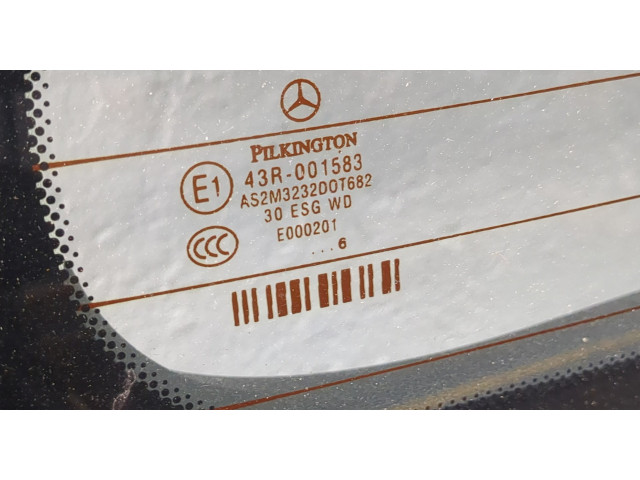 PILKINGTON
E1 43R-001583
AS2M3232DOT682
30 ESG WD
CCC E000201
...6